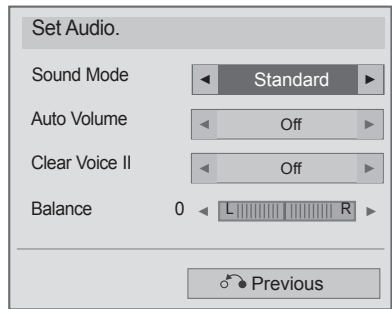 Set Audio.
Sound Mode ◄ Standard ►
Auto Volume ◄ Off ►
Clear Voice II ◄ Off ►
Balance 0 ◄ L R ►
Previous